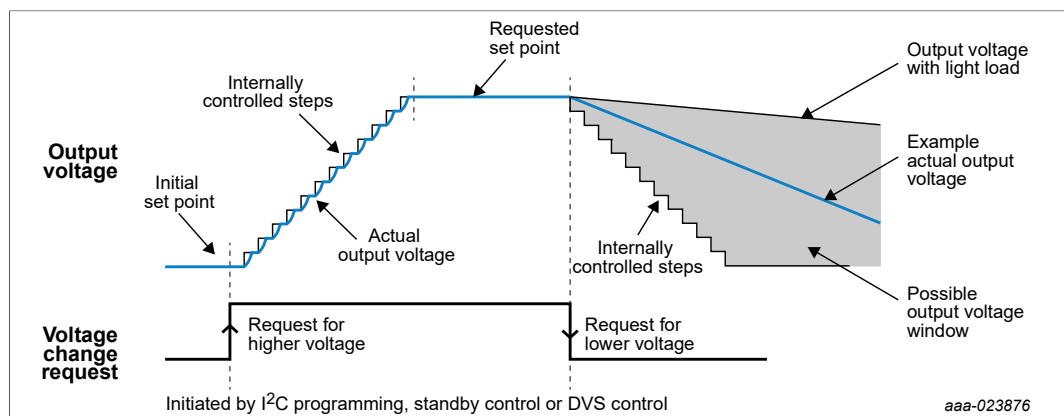 Requested
set point
Output voltage
with light load
Internally
controlled steps
Output
voltage
Example
actual output
voltage
Initial
set point
Actual
output voltage
Internally
controlled steps
Possible
output voltage
window
Voltage
change
request
Request for
higher voltage
Request for
lower voltage
Initiated by I2C programming, standby control or DVS control
aaa-023876